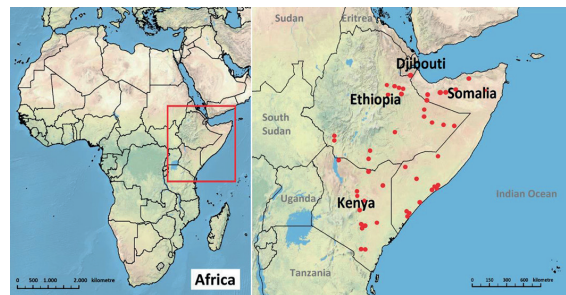 0 500 1.000 2.000 kilometre
Africa
Sudan
Eritrea
Djibouti
Ethiopia
Somalia
South
Sudan
Uganda
Kenya
Indian Ocean
Tanzania
0 150 300 600 kilometre